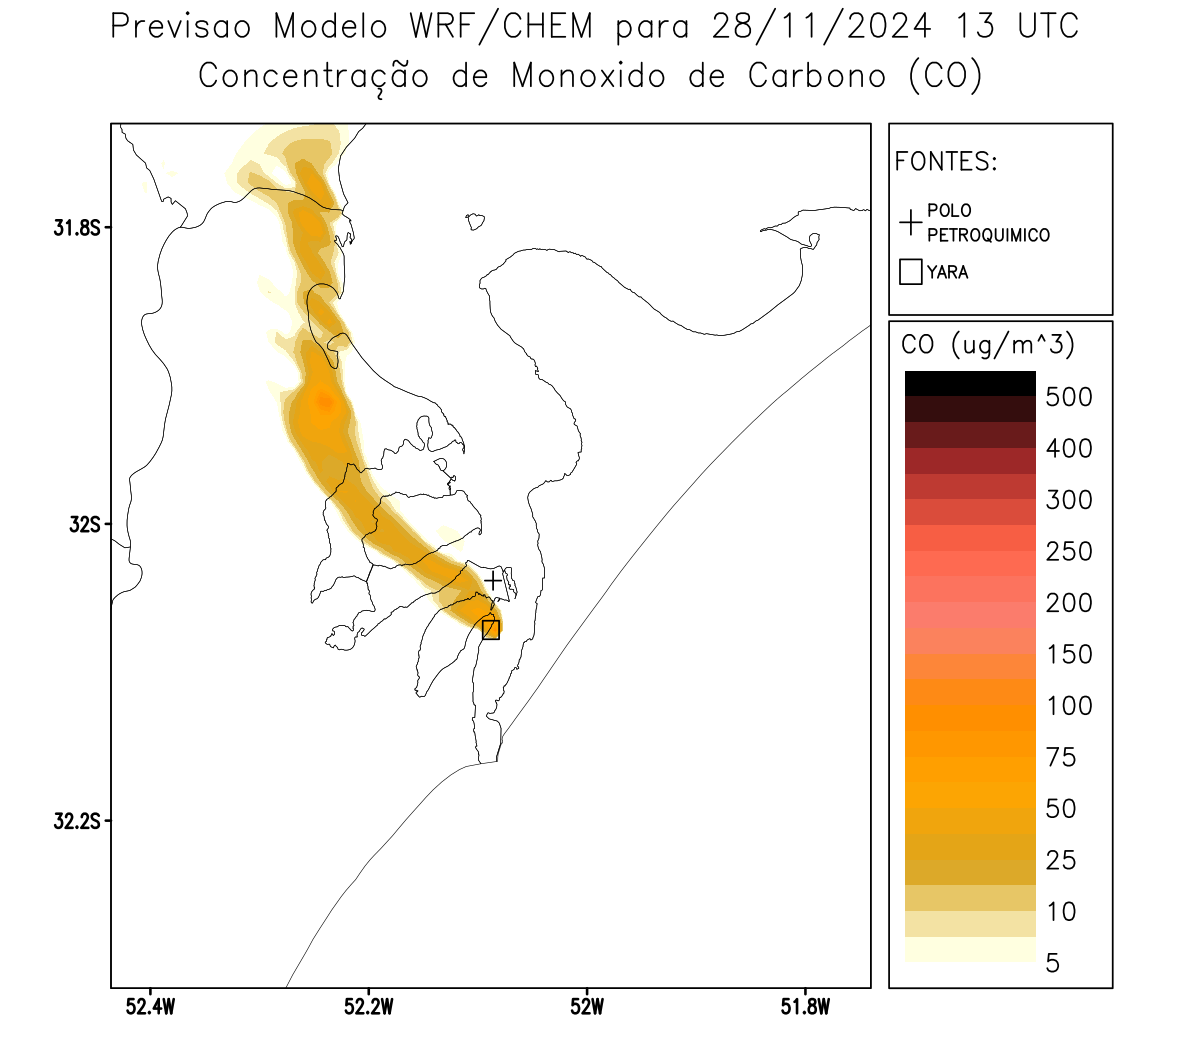 Previsao Modelo WRF/CHEM para 28/11/2024 13 UTC
Concentração de Monoxido de Carbono (CO)
FONTES:
POLO
PETROQUIMICO
YARA
CO (ug/m^3)
500
400
300
250
200
150
100
75
50
25
10
5
31.8S
32S
32.2S
52.4W
52.2W
52W
51.8W